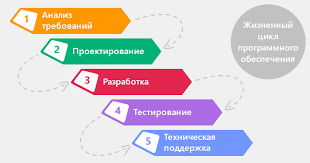 1
Анализ
требований
Жизненный
цикл
программного
обеспечения
2
Проектирование
3
Разработка
4
Тестирование
5
Техническая
поддержка